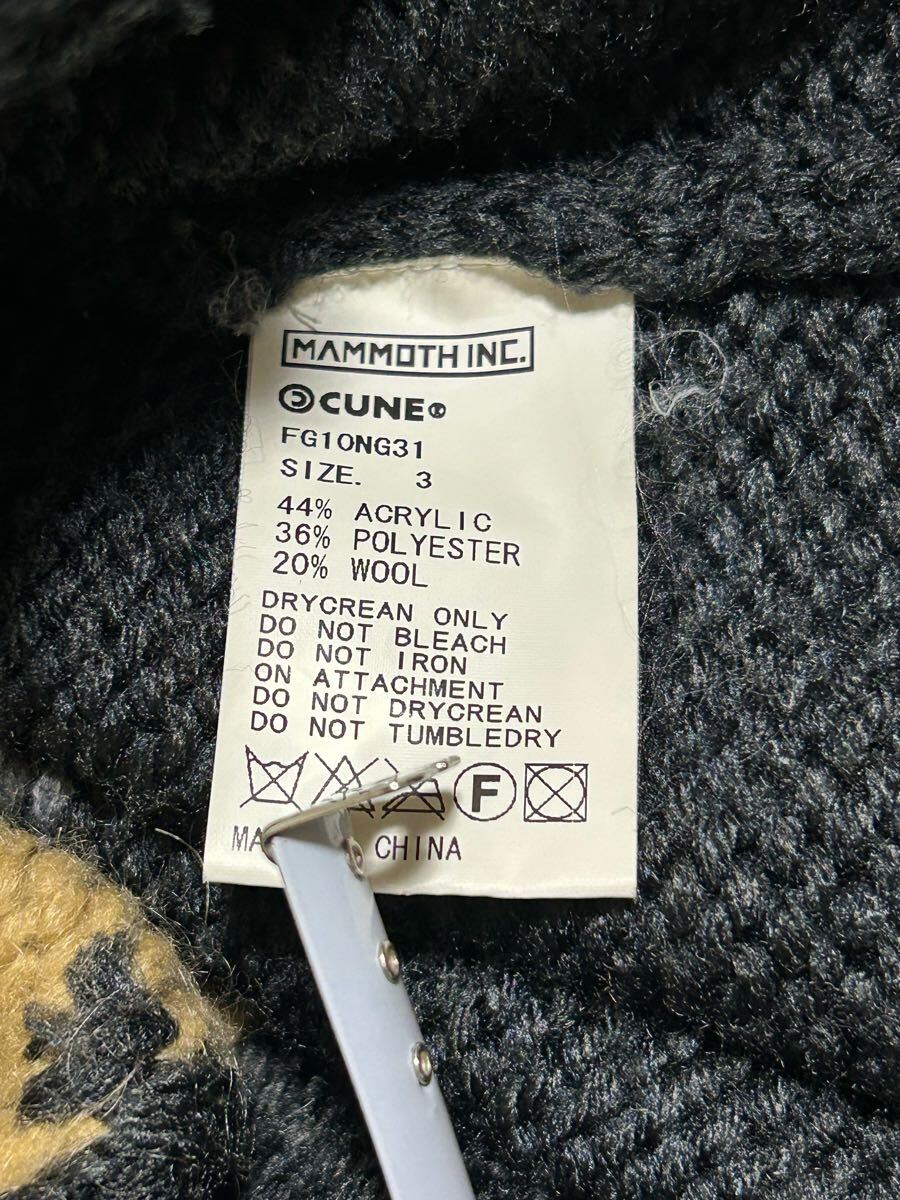 MAMMOTH INC.
CUNE®
FG10NG31
SIZE. 3
44% ACRYLIC
36% POLYESTER
20% WOOL
DRYCREAN ONLY
DO NOT BLEACH
DO NOT IRON
ON ATTACHMENT
DO NOT DRYCREAN
DO NOT TUMBLEDRY
F
CHINA